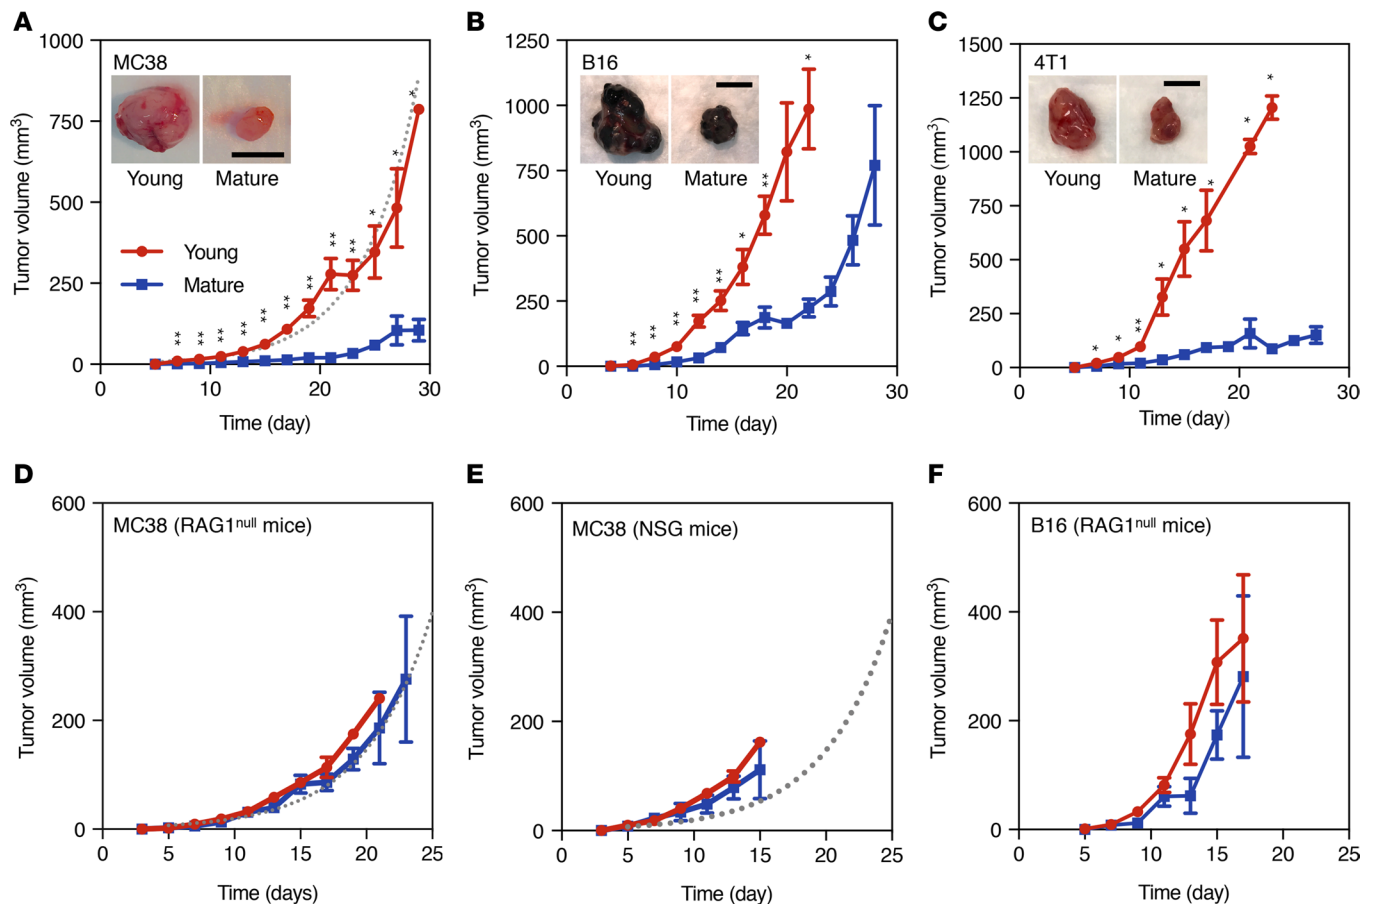 A
MC38
Young
Mature
Young
Mature
Tumor volume (mm³)
1000
750
500
250
0
0
10
20
30
Time (day)
*
*
*
**
**
**
**
**
**
**
**
**
B
B16
Young
Mature
Tumor volume (mm³)
1250
1000
750
500
250
0
0
10
20
30
Time (day)
*
**
*
**
**
**
**
**
C
4T1
Young
Mature
Tumor volume (mm³)
1500
1250
1000
750
500
250
0
0
10
20
30
Time (day)
*
*
*
*
*
**
*
*
D
MC38 (RAG1ⁿᵘˡˡ mice)
Tumor volume (mm³)
600
400
200
0
0
5
10
15
20
25
Time (days)
E
MC38 (NSG mice)
Tumor volume (mm³)
600
400
200
0
0
5
10
15
20
25
Time (day)
F
B16 (RAG1ⁿᵘˡˡ mice)
Tumor volume (mm³)
600
400
200
0
0
5
10
15
20
25
Time (day)